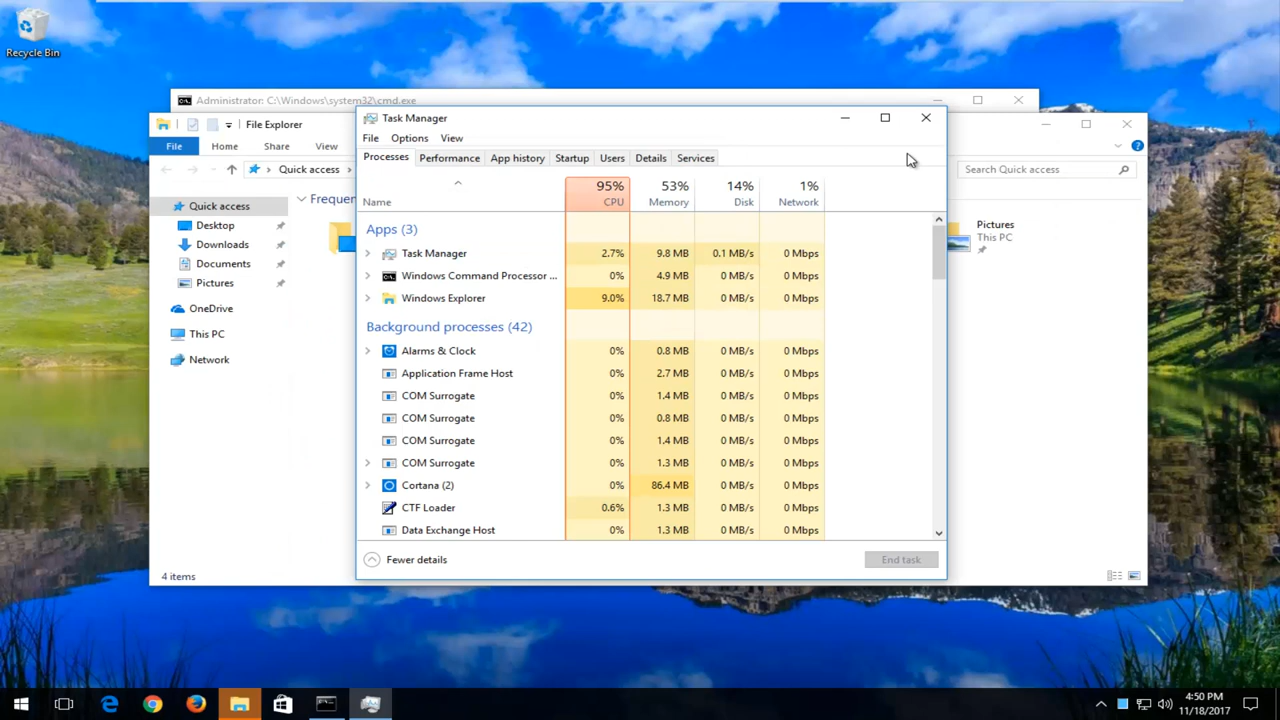 Recycle Bin
Administrator: C:\Windows\system32\cmd.exe
File Explorer
File Home Share View
Quick access
Search Quick access
Quick access
Desktop
Downloads
Documents
Pictures
OneDrive
This PC
Network
4 items
Pictures
This PC
Task Manager
File Options View
Processes Performance App history Startup Users Details Services
95% 53% 14% 1%
Name CPU Memory Disk Network
Apps (3)
Task Manager 2.7% 9.8 MB 0.1 MB/s 0 Mbps
Windows Command Processor ... 0% 4.9 MB 0 MB/s 0 Mbps
Windows Explorer 9.0% 18.7 MB 0 MB/s 0 Mbps
Background processes (42)
Alarms & Clock 0% 0.8 MB 0 MB/s 0 Mbps
Application Frame Host 0% 2.7 MB 0 MB/s 0 Mbps
COM Surrogate 0% 1.4 MB 0 MB/s 0 Mbps
COM Surrogate 0% 0.8 MB 0 MB/s 0 Mbps
COM Surrogate 0% 1.4 MB 0 MB/s 0 Mbps
COM Surrogate 0% 1.3 MB 0 MB/s 0 Mbps
Cortana (2) 0% 86.4 MB 0 MB/s 0 Mbps
CTF Loader 0.6% 1.3 MB 0 MB/s 0 Mbps
Data Exchange Host 0% 1.3 MB 0 MB/s 0 Mbps
Fewer details
End task
4:50 PM
11/18/2017